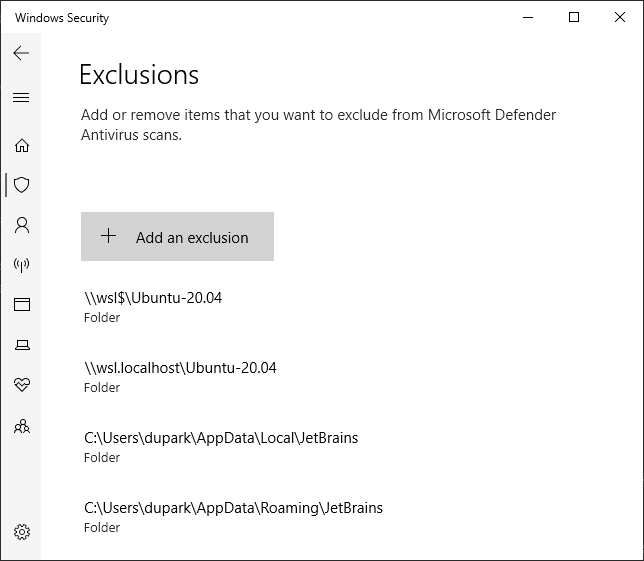 Windows Security
Exclusions
Add or remove items that you want to exclude from Microsoft Defender
Antivirus scans.
Add an exclusion
\\wsl$\Ubuntu-20.04
Folder
\\wsl.localhost\Ubuntu-20.04
Folder
C:\Users\dupark\AppData\Local\JetBrains
Folder
C:\Users\dupark\AppData\Roaming\JetBrains
Folder